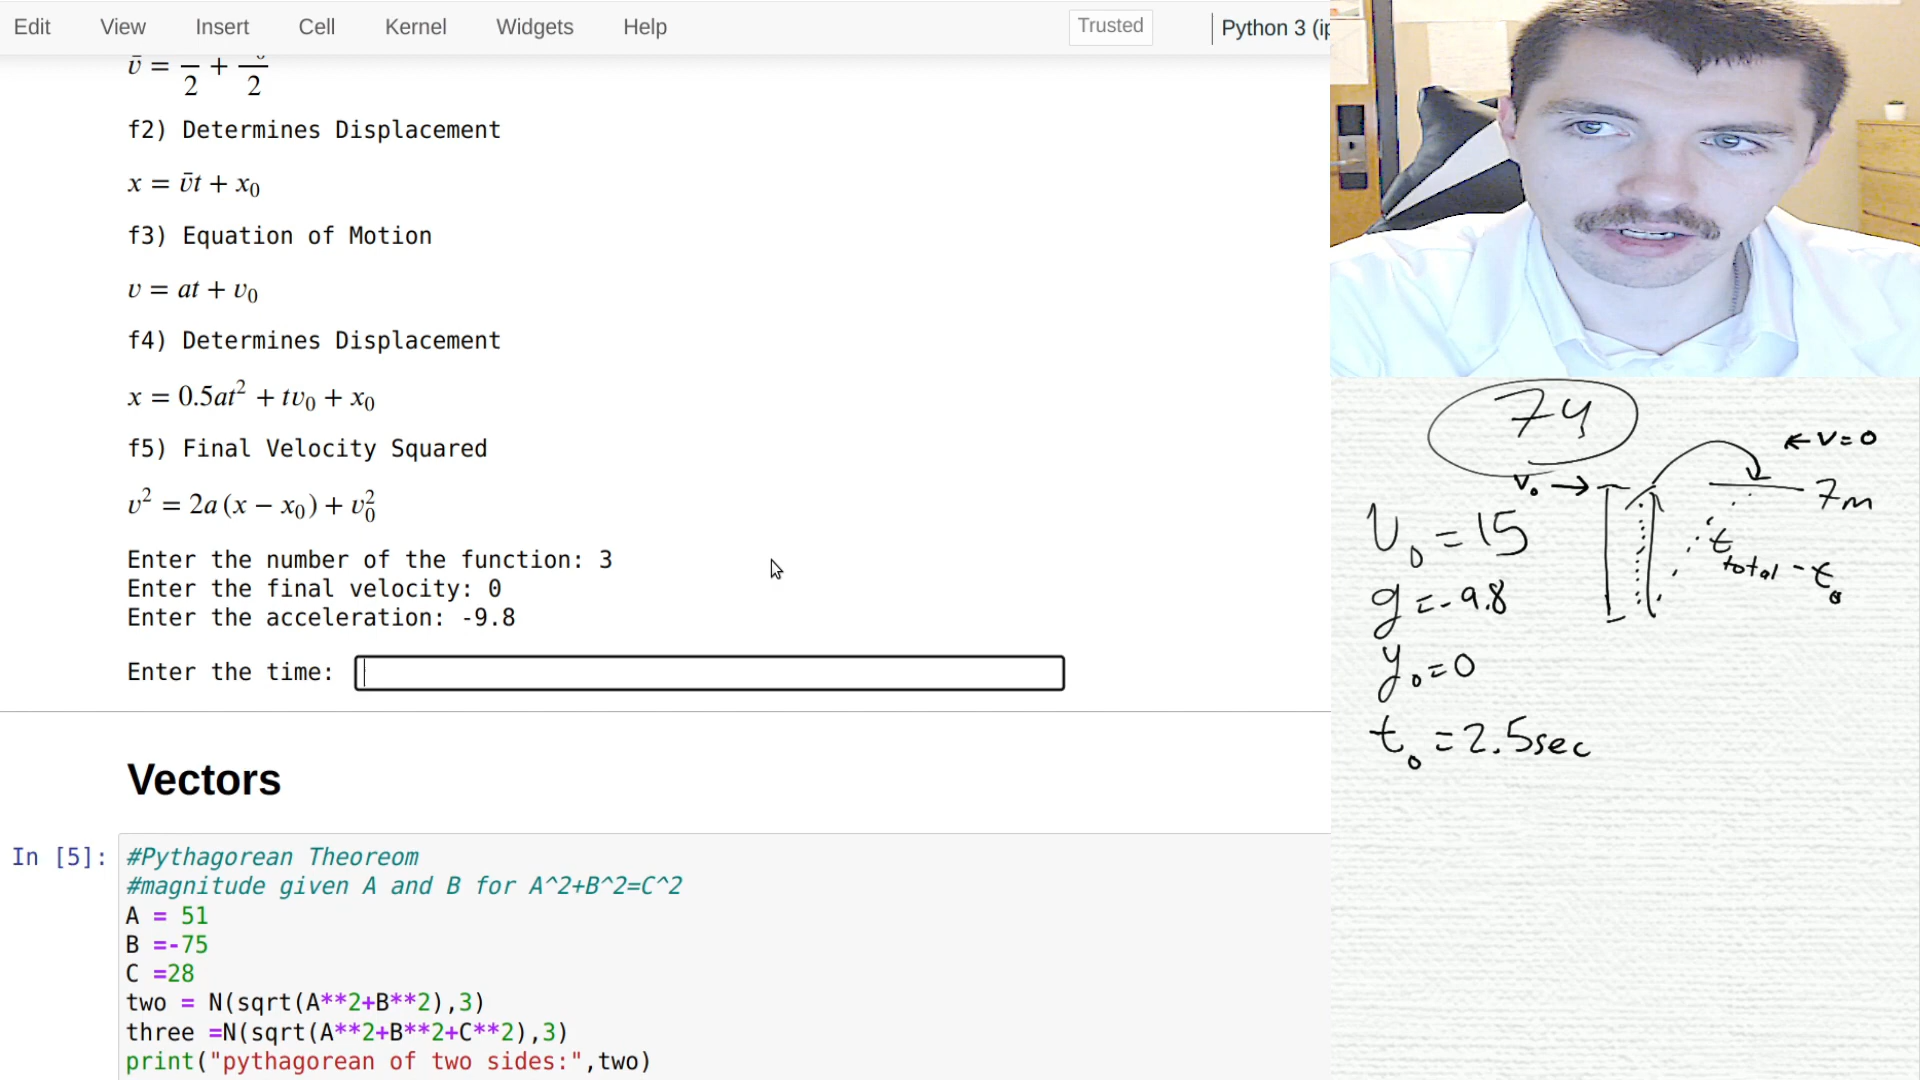 Edit View Insert Cell Kernel Widgets Help Trusted Python 3 (ip
v̄ = 2 + 2
f2) Determines Displacement
x = v̄t + x₀
f3) Equation of Motion
v = at + v₀
f4) Determines Displacement
x = 0.5at² + tv₀ + x₀
f5) Final Velocity Squared
v² = 2a (x − x₀) + v₀²
Enter the number of the function: 3
Enter the final velocity: 0
Enter the acceleration: -9.8
Enter the time:
Vectors
In [5]:
#Pythagorean Theoreom
#magnitude given A and B for A^2+B^2=C^2
A = 51
B =-75
C =28
two = N(sqrt(A**2+B**2),3)
three =N(sqrt(A**2+B**2+C**2),3)
print("pythagorean of two sides:",two)
74
← v = 0
v₀ →
7m
v₀ = 15
t total - t₀
g = -9.8
y₀ = 0
t₀ = 2.5sec